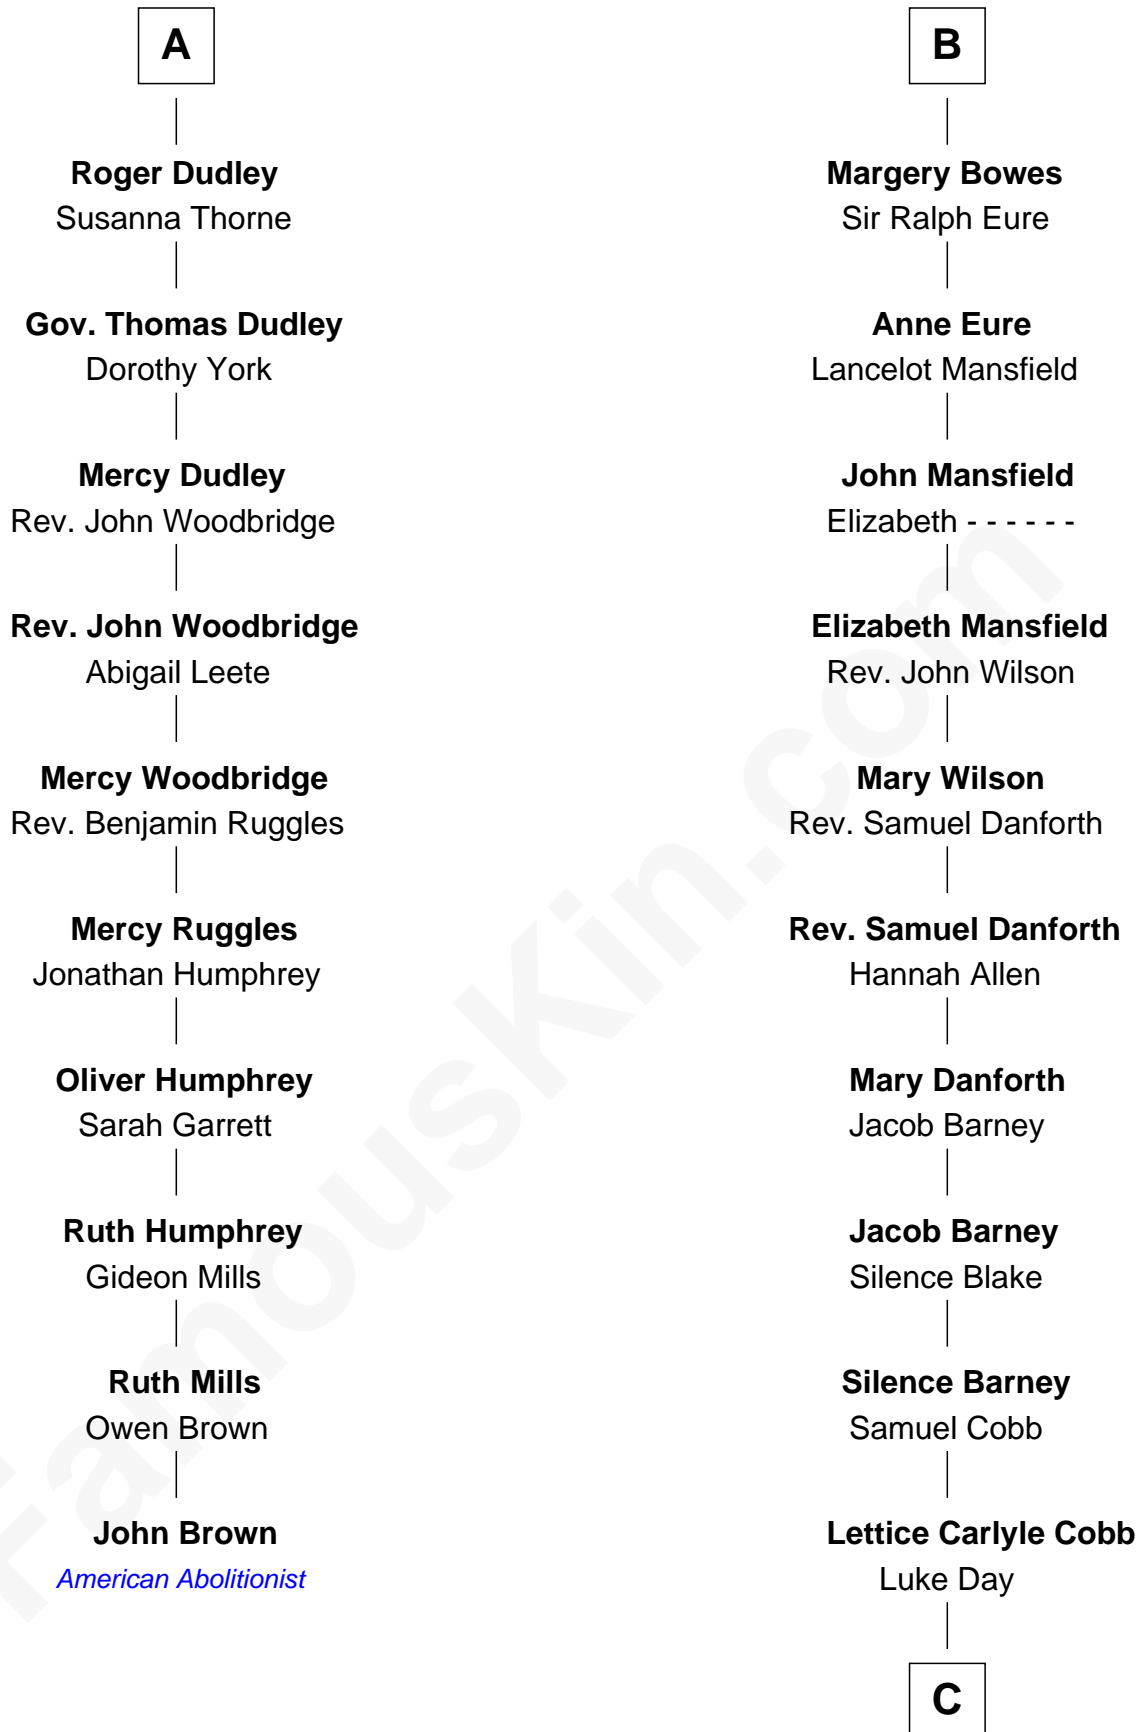 A
Roger Dudley
Susanna Thorne
Gov. Thomas Dudley
Dorothy York
Mercy Dudley
Rev. John Woodbridge
Rev. John Woodbridge
Abigail Leete
Mercy Woodbridge
Rev. Benjamin Ruggles
Mercy Ruggles
Jonathan Humphrey
Oliver Humphrey
Sarah Garrett
Ruth Humphrey
Gideon Mills
Ruth Mills
Owen Brown
John Brown
American Abolitionist
B
Margery Bowes
Sir Ralph Eure
Anne Eure
Lancelot Mansfield
John Mansfield
Elizabeth - - - - - -
Elizabeth Mansfield
Rev. John Wilson
Mary Wilson
Rev. Samuel Danforth
Rev. Samuel Danforth
Hannah Allen
Mary Danforth
Jacob Barney
Jacob Barney
Silence Blake
Silence Barney
Samuel Cobb
Lettice Carlyle Cobb
Luke Day
C
FamousKin.com